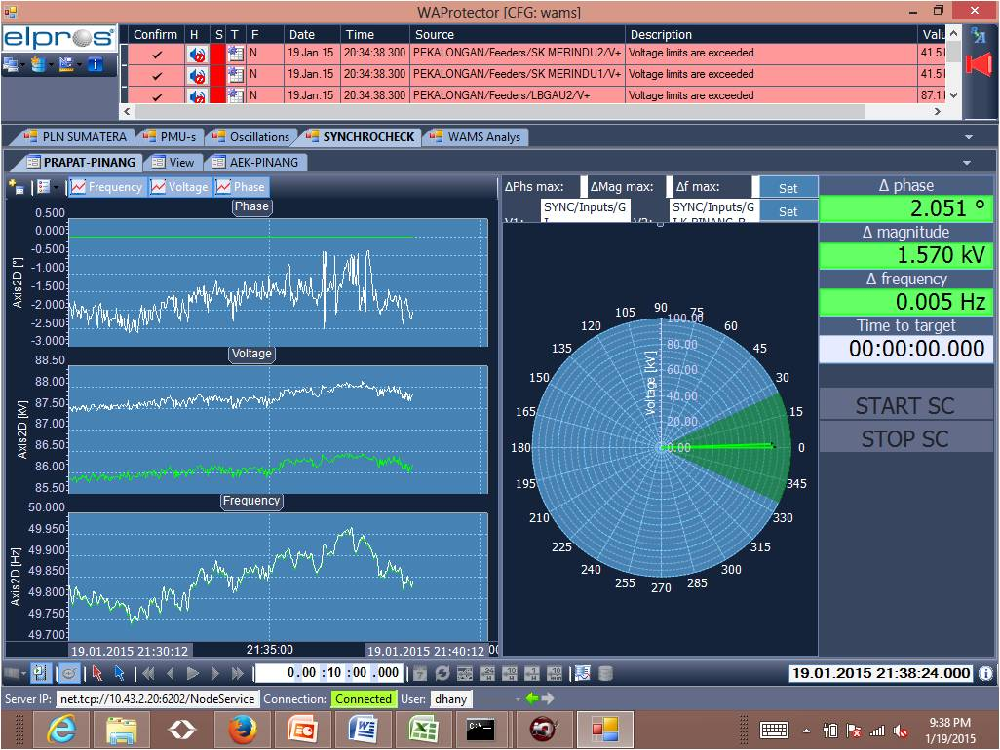 WAProtector [CFG: wams]
elpros
Confirm H S T F Date Time Source Description Valu
N 19.Jan.15 20:34:38.300 PEKALONGAN/Feeders/SK MERINDU2/V+ Voltage limits are exceeded 41.5
N 19.Jan.15 20:34:38.300 PEKALONGAN/Feeders/SK MERINDU1/V+ Voltage limits are exceeded 41.5
N 19.Jan.15 20:34:38.300 PEKALONGAN/Feeders/LBGAU2/V+ Voltage limits are exceeded 87.1
PLN SUMATERA PMU-s Oscillations SYNCHROCHECK WAMS Analys
PRAPAT-PINANG View AEK-PINANG
Frequency Voltage Phase
Phase
0.500
0.000
-0.500
-1.000
-1.500
-2.000
-2.500
-3.000
Axis2D [°]
Voltage
88.50
88.00
87.50
87.00
86.50
86.00
85.50
Axis2D [kV]
Frequency
50.000
49.950
49.900
49.850
49.800
49.750
49.700
Axis2D [Hz]
19.01.2015 21:30:12 21:35:00 19.01.2015 21:40:12
ΔPhs max: ΔMag max: Δf max: Set
SYNC/Inputs/G SYNC/Inputs/G Set
90
105 75
120 60
135 45
150 30
165 15
180 0
195 345
210 330
225 315
240 300
255 285
270
100.00
80.00
60.00
40.00
20.00
0.00
Voltage [kV]
Δ phase
2.051 °
Δ magnitude
1.570 kV
Δ frequency
0.005 Hz
Time to target
00:00:00.000
START SC
STOP SC
0.00 :10 :00 .000
19.01.2015 21:38:24.000
Server IP: net.tcp://10.43.2.20:6202/NodeService Connection: Connected User: dhany
9:38 PM
1/19/2015